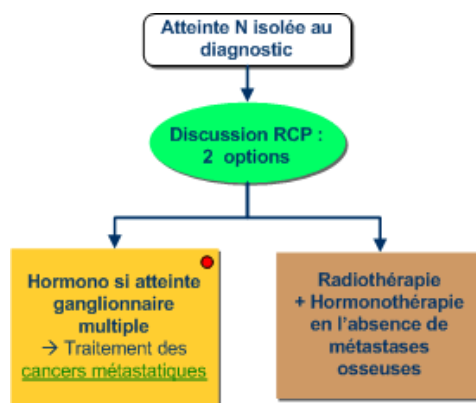 Atteinte N isolée au
diagnostic
Discussion RCP :
2 options
Hormono si atteinte
ganglionnaire
multiple
→ Traitement des
cancers métastatiques
Radiothérapie
+ Hormonothérapie
en l'absence de
métastases
osseuses